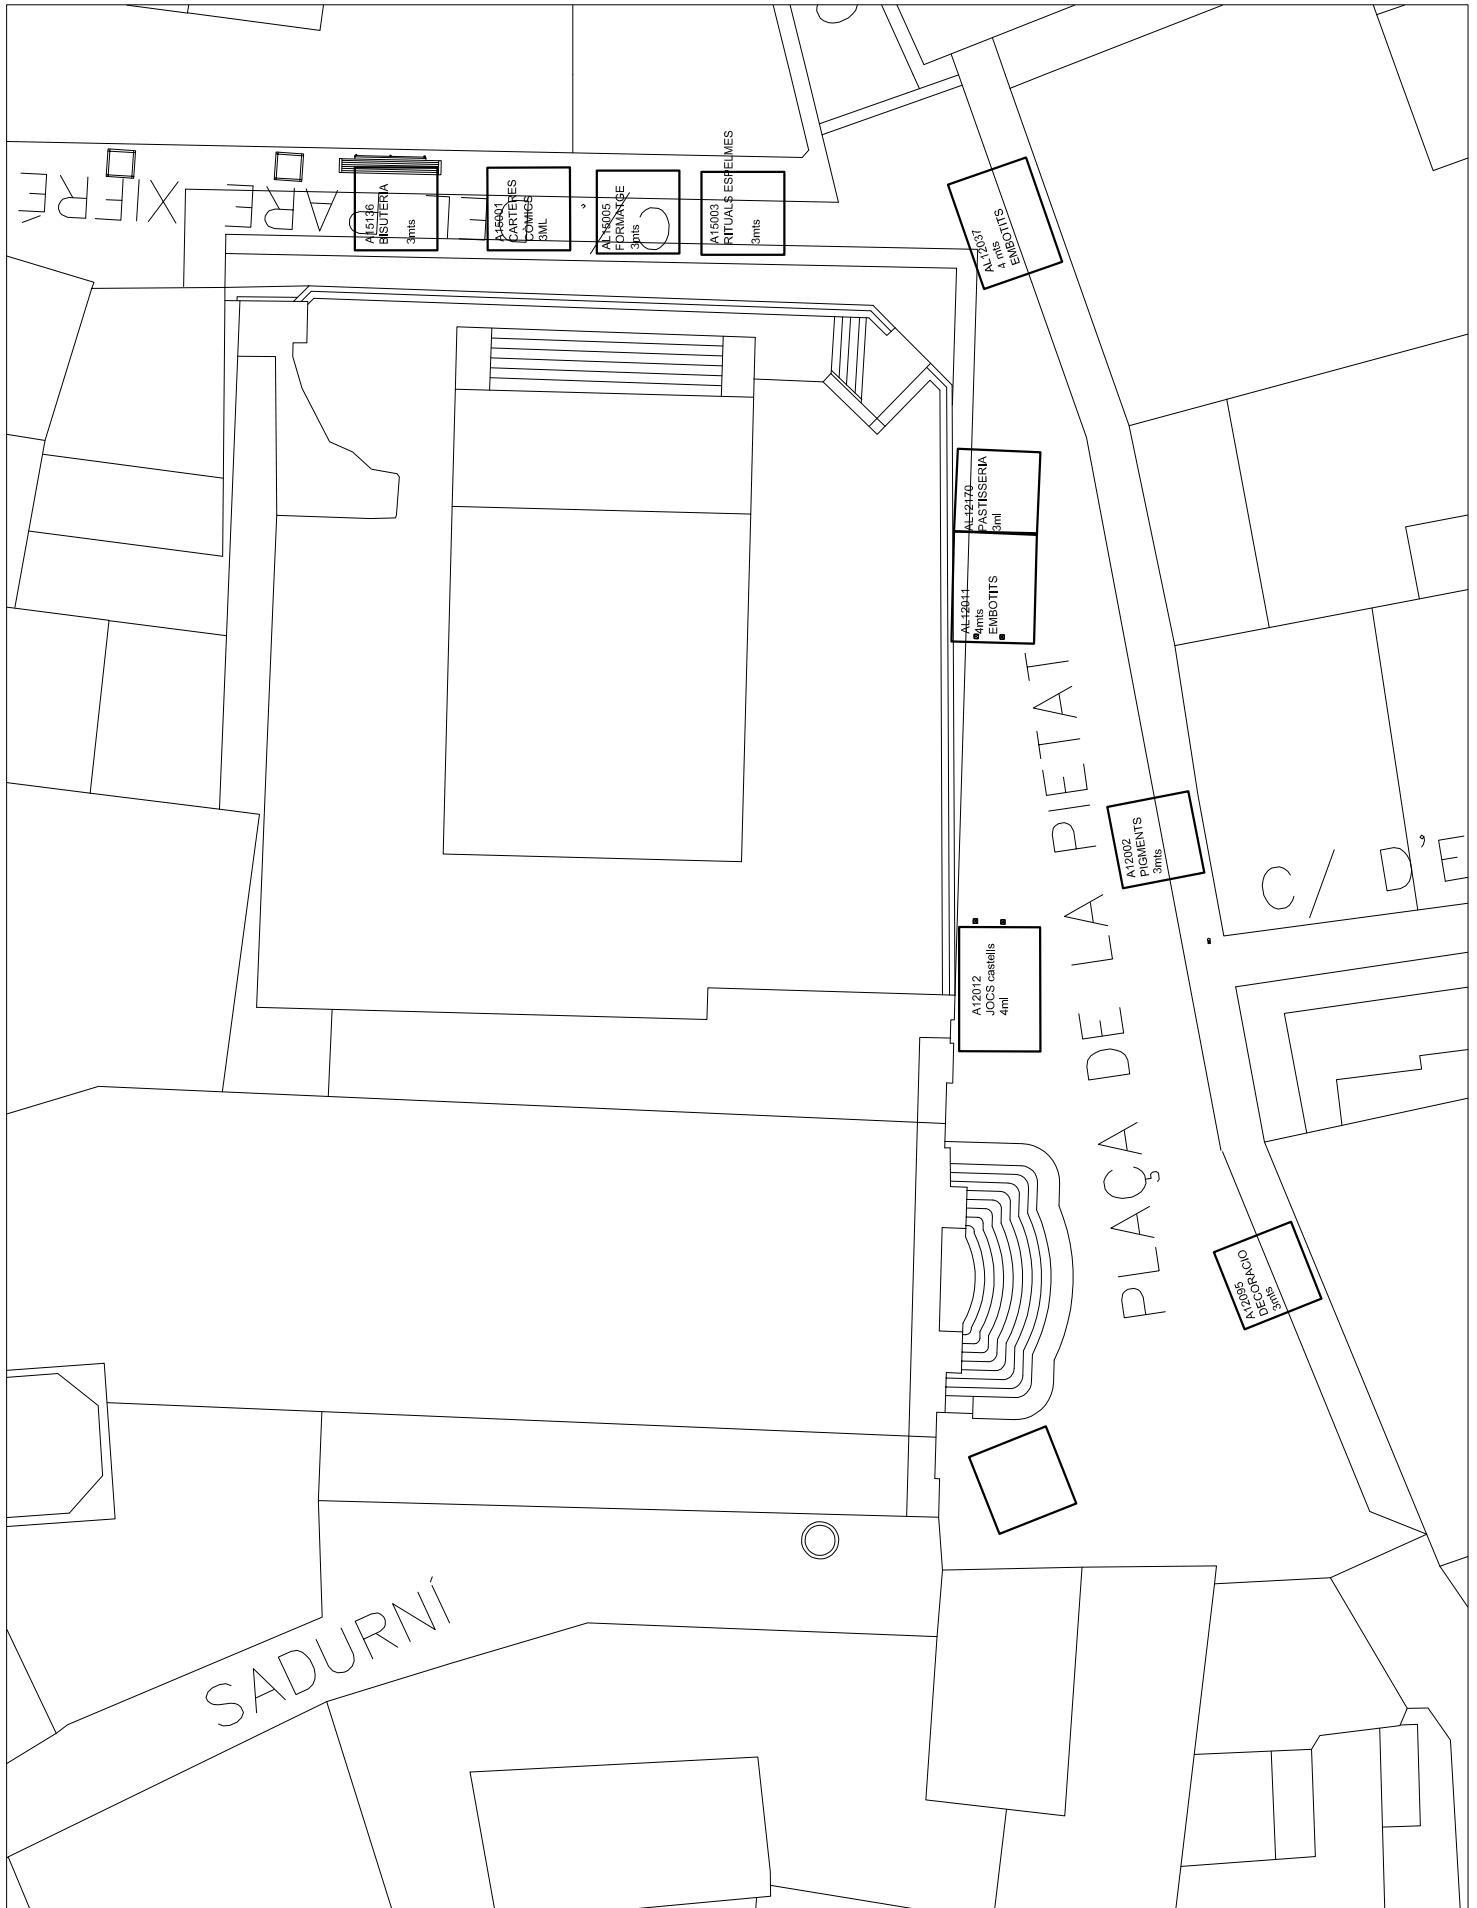 C/ DEL PARE XIFRÉ
A15136
BISUTERIA
3mts
A15001
CARTERES
COMICS
3ML
AL15005
FORMATGE
3mts
A15003
RITUALS ESPELMES
3mts
AL12037
4 mts
EMBOTITS
AL12170
PASTISSERIA
3ml
AL12011
4mts
EMBOTITS
PLAÇA DE LA PIETAT
A12002
PIGMENTS
3mts
C/ D'E
A12012
JOCS castells
4ml
A12095
DECORACIO
3mts
SADURNÍ